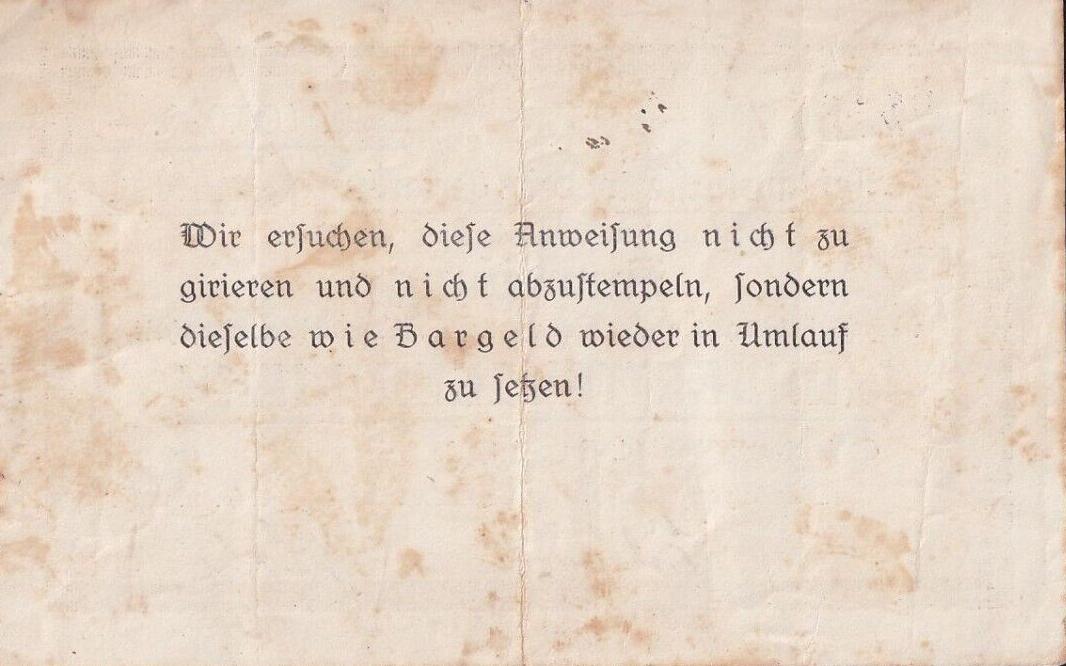 Wir ersuchen, diese Anweisung nicht zu
girieren und nicht abzustempeln, sondern
dieselbe wie Bargeld wieder in Umlauf
zu setzen!